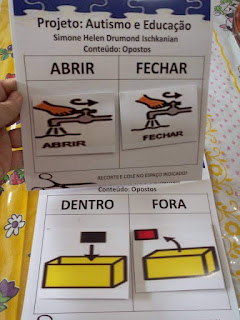 Projeto: Autismo e Educação
Simone Helen Drumond Ischkanian
Conteúdo: Opostos
ABRIR FECHAR
ABRIR FECHAR
RECORTE E COLE NO ESPAÇO INDICADO!
Conteúdo: Opostos
DENTRO FORA